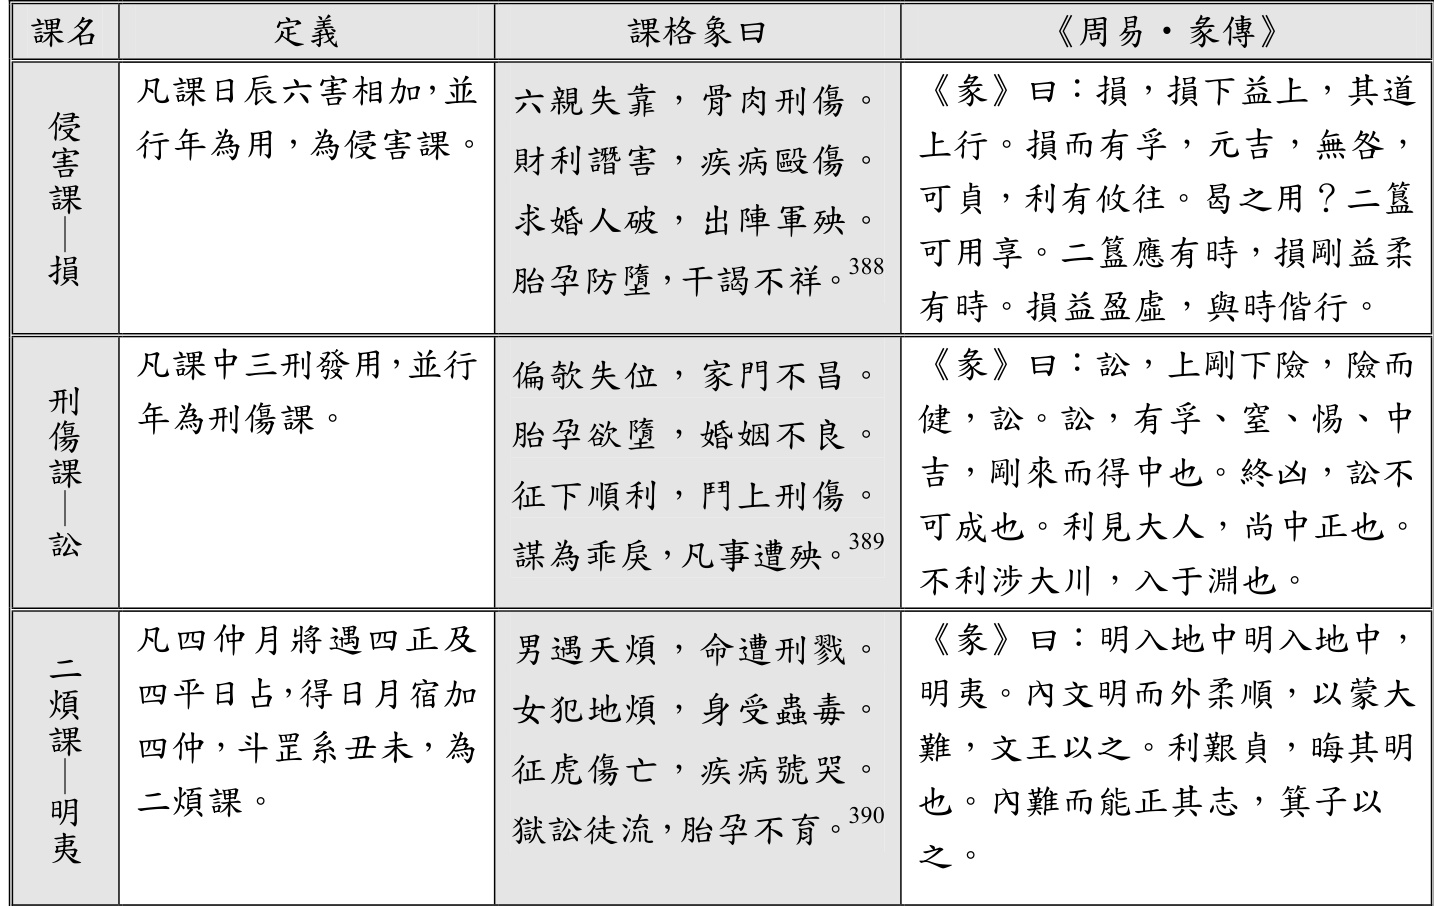 課名
定義
課格象曰
《周易·彖傳》
侵害課—損
凡課日辰六害相加，並
行年為用，為侵害課。
六親失靠，骨肉刑傷。
財利譖害，疾病毆傷。
求婚人破，出陣軍殃。
胎孕防墮，干謁不祥。388
《彖》曰：損，損下益上，其道
上行。損而有孚，元吉，無咎，
可貞，利有攸往。曷之用？二簋
可用享。二簋應有時，損剛益柔
有時。損益盈虛，與時偕行。
刑傷課—訟
凡課中三刑發用，並行
年為刑傷課。
偏欹失位，家門不昌。
胎孕欲墮，婚姻不良。
征下順利，鬥上刑傷。
謀為乖戾，凡事遭殃。389
《彖》曰：訟，上剛下險，險而
健，訟。訟，有孚、窒、惕、中
吉，剛來而得中也。終凶，訟不
可成也。利見大人，尚中正也。
不利涉大川，入于淵也。
二煩課—明夷
凡四仲月將遇四正及
四平日占，得日月宿加
四仲，斗罡系丑未，為
二煩課。
男遇天煩，命遭刑戮。
女犯地煩，身受蟲毒。
征虎傷亡，疾病號哭。
獄訟徒流，胎孕不育。390
《彖》曰：明入地中明入地中，
明夷。內文明而外柔順，以蒙大
難，文王以之。利艱貞，晦其明
也。內難而能正其志，箕子以
之。